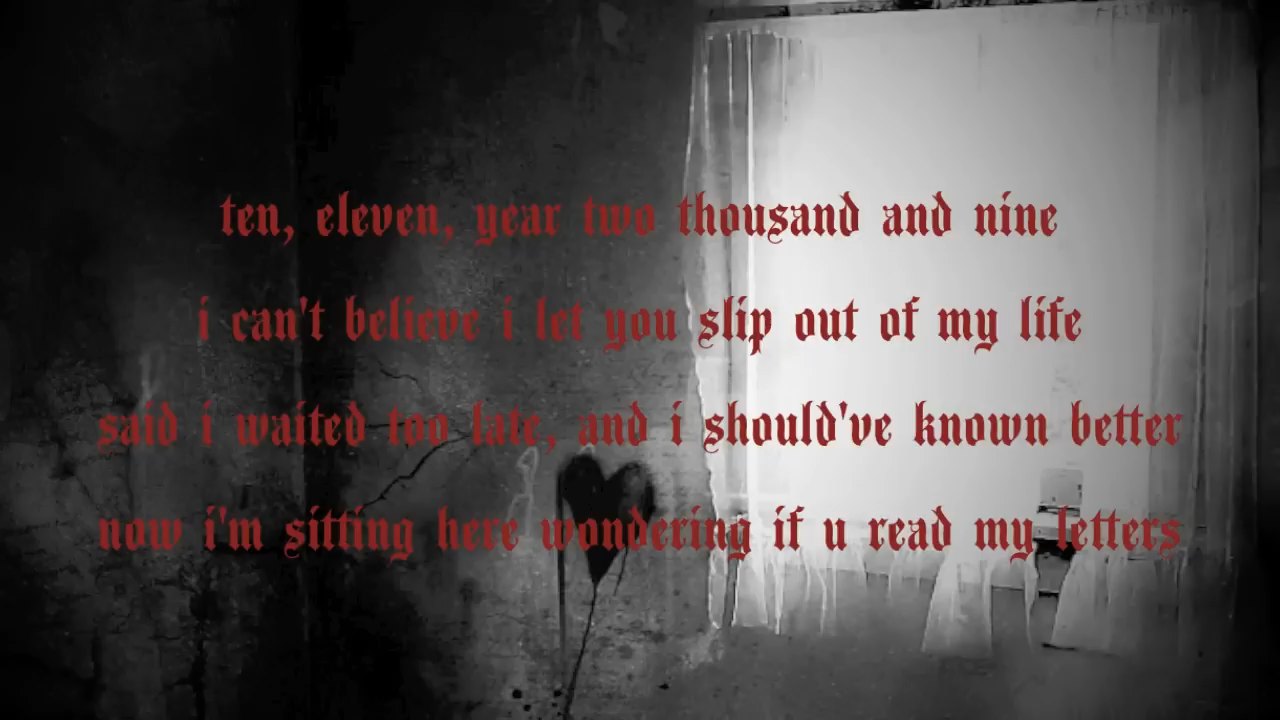 ten, eleven, year two thousand and nine
i can't believe i let you slip out of my life
said i waited too late, and i should've known better
now i'm sitting here wondering if u read my letters